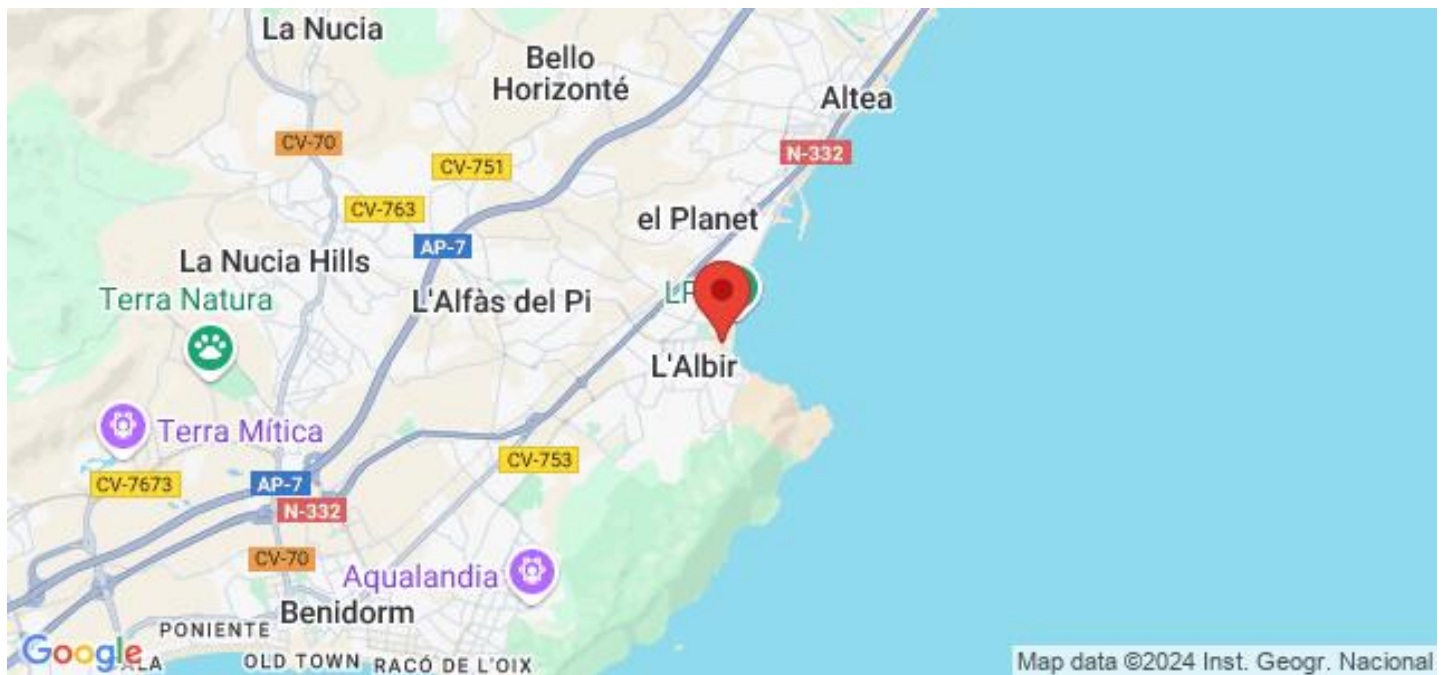 La Nucia
Bello
Horizonté
Altea
CV-70
N-332
CV-751
CV-763
el Planet
AP-7
La Nucia Hills
Terra Natura
L'Alfàs del Pi
L'Albir
Terra Mítica
CV-753
CV-7673
AP-7
N-332
CV-70
Aqualandia
Benidorm
PONIENTE
Google
OLD TOWN
RACÓ DE L'OIX
Map data ©2024 Inst. Geogr. Nacional